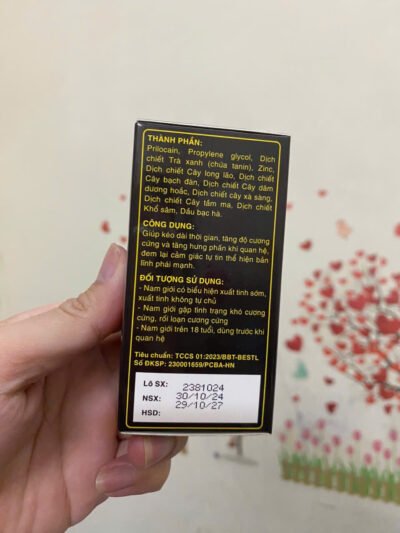 THÀNH PHẦN:
Prilocain, Propylene glycol, Dịch
chiết Trà xanh (chứa tanin), Zinc,
Dịch chiết Cây long lão, Dịch chiết
Cây bạch đàn, Dịch chiết Cây dâm
dương hoắc, Dịch chiết cây xà sàng,
Dịch chiết Cây tầm ma, Dịch chiết
Khổ sâm, Dầu bạc hà.
CÔNG DỤNG:
Giúp kéo dài thời gian, tăng độ cương
cứng và tăng hưng phấn khi quan hệ,
đem lại cảm giác tự tin thể hiện bản
lĩnh phái mạnh.
ĐỐI TƯỢNG SỬ DỤNG:
- Nam giới có biểu hiện xuất tinh sớm,
xuất tinh không tự chủ
- Nam giới gặp tình trạng khó cương
cứng, rối loạn cương cứng
- Nam giới trên 18 tuổi, dùng trước khi
quan hệ
Tiêu chuẩn: TCCS 01:2023/BBT-BESTL
Số ĐKSP: 230001659/PCBA-HN
Lô SX: 2381024
NSX: 30/10/24
HSD: 29/10/27